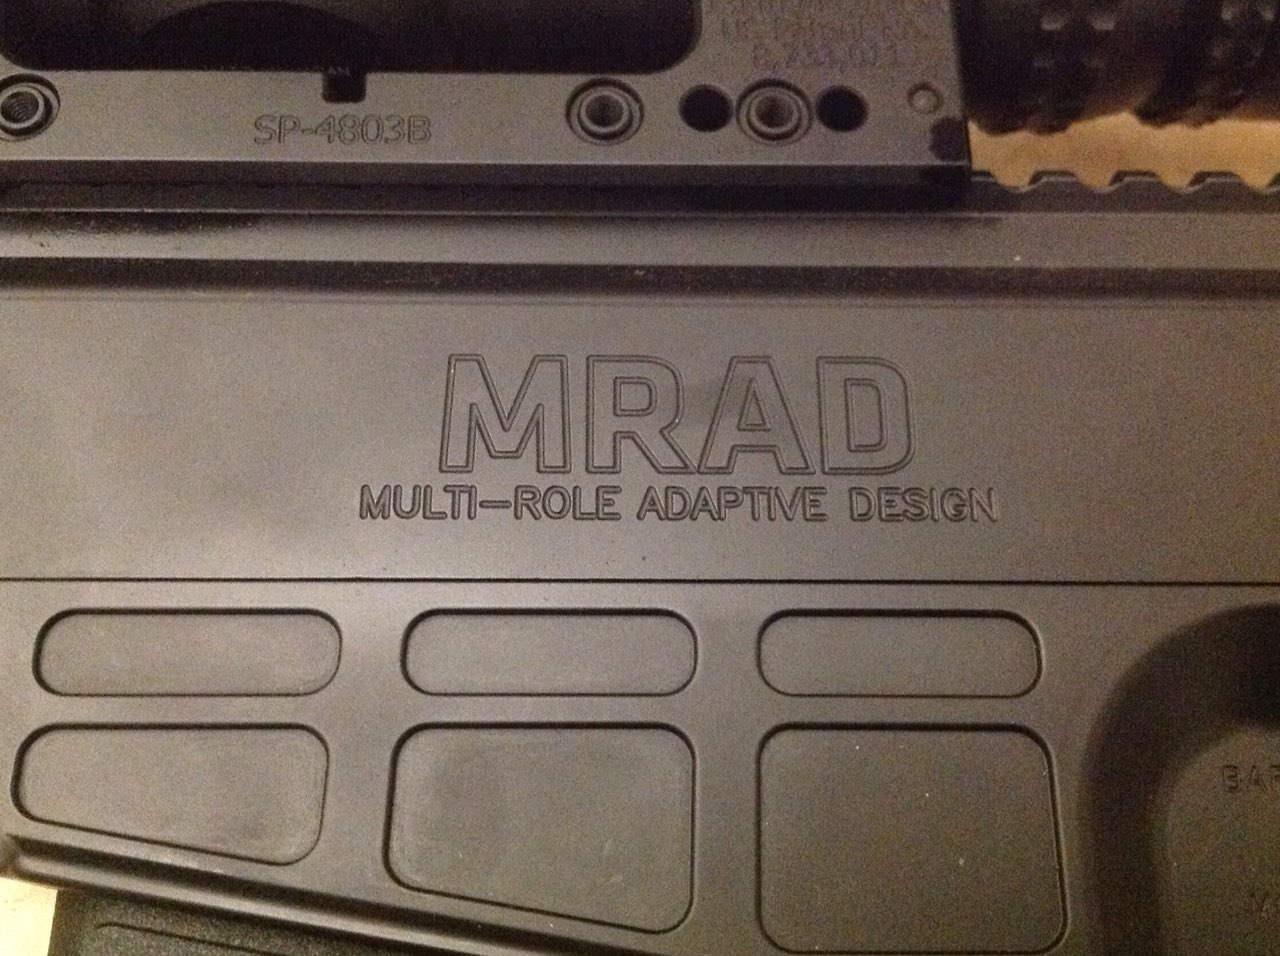 SP-4803B
MRAD
MULTI-ROLE ADAPTIVE DESIGN